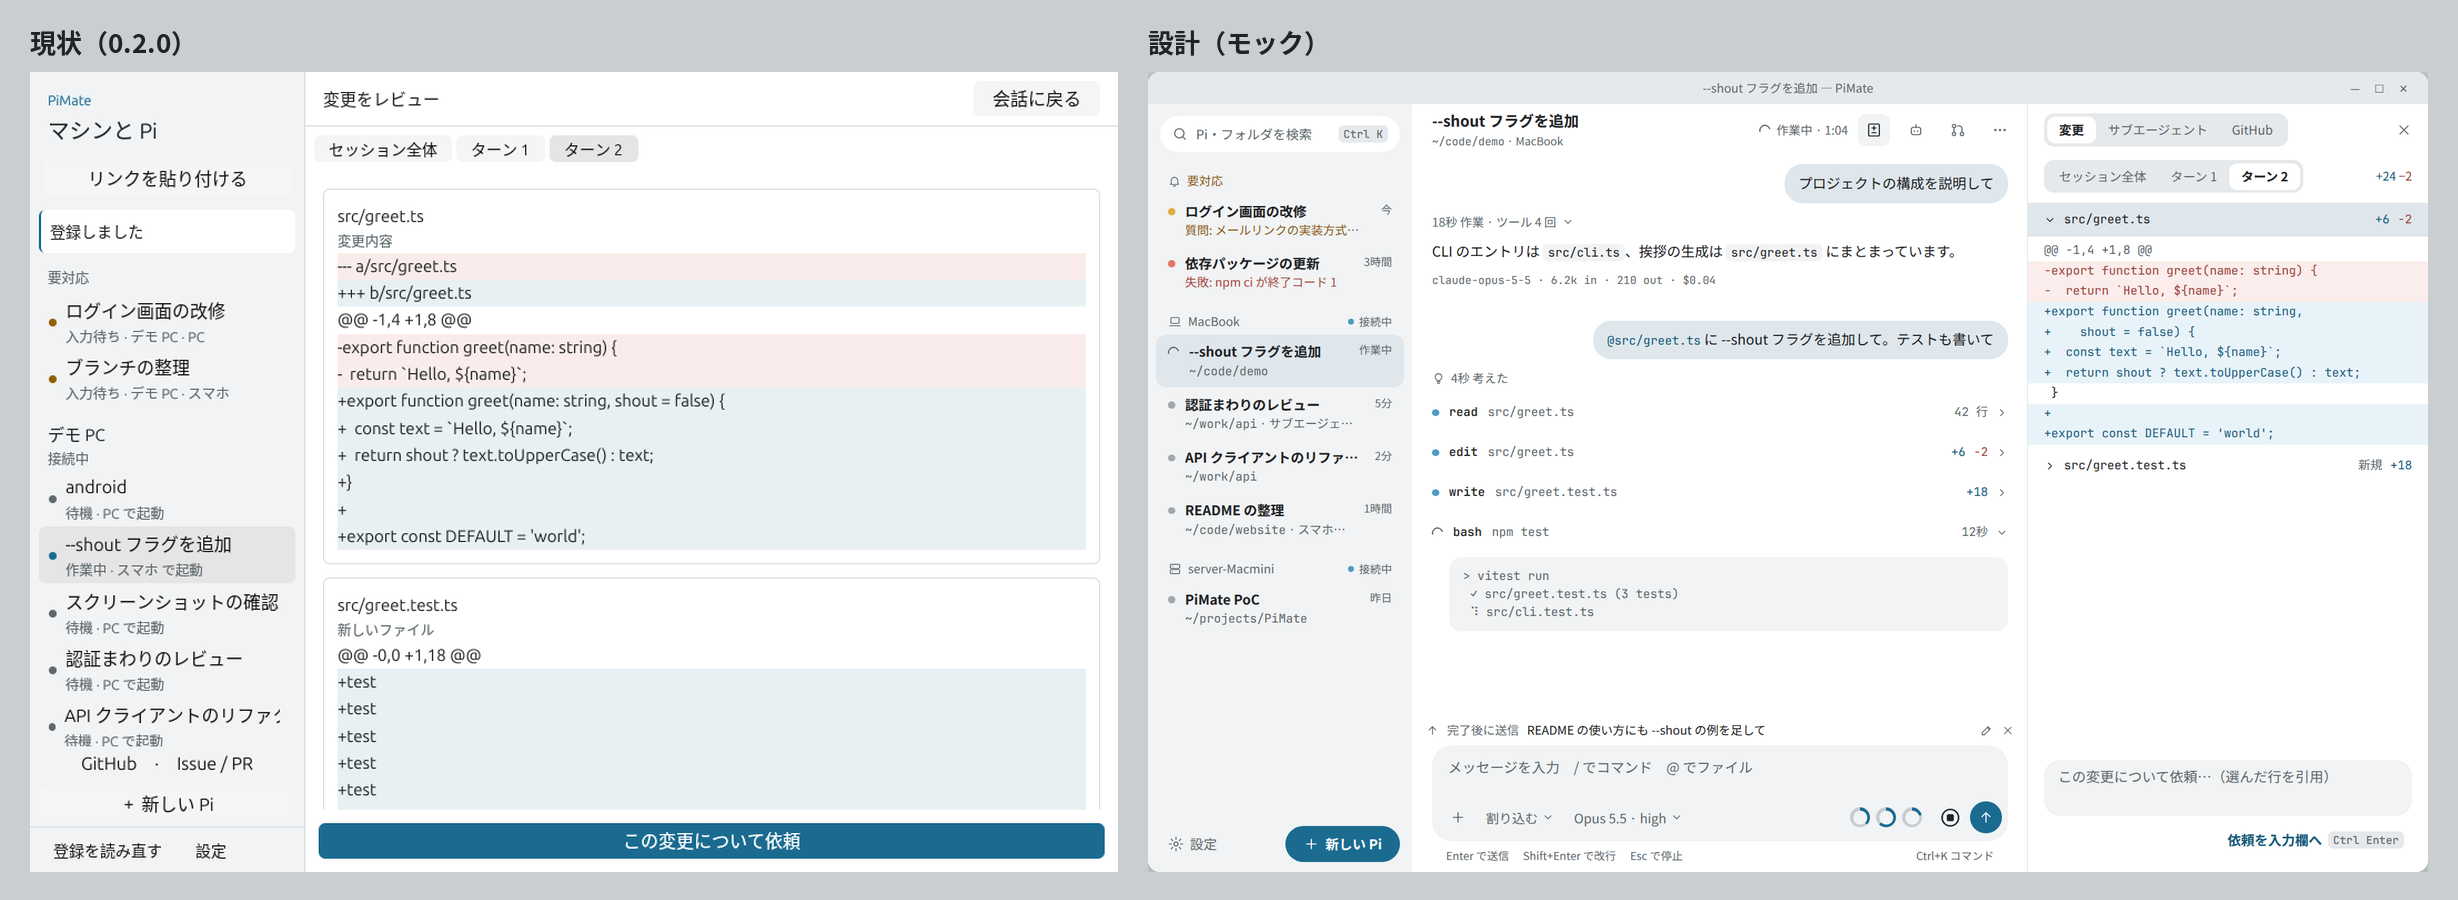 現状（0.2.0）
PiMate
マシンと Pi
リンクを貼り付ける
登録しました
要対応
ログイン画面の改修
入力待ち · デモ PC · PC
ブランチの整理
入力待ち · デモ PC · スマホ
デモ PC
接続中
android
待機 · PC で起動
--shout フラグを追加
作業中 · スマホ で起動
スクリーンショットの確認
待機 · PC で起動
認証まわりのレビュー
待機 · PC で起動
API クライアントのリファク
待機 · PC で起動
GitHub · Issue / PR
+ 新しい Pi
登録を読み直す 設定
変更をレビュー 会話に戻る
セッション全体 ターン 1 ターン 2
src/greet.ts
変更内容
--- a/src/greet.ts
+++ b/src/greet.ts
@@ -1,4 +1,8 @@
-export function greet(name: string) {
-  return `Hello, ${name}`;
+export function greet(name: string, shout = false) {
+  const text = `Hello, ${name}`;
+  return shout ? text.toUpperCase() : text;
+}
+
+export const DEFAULT = 'world';
src/greet.test.ts
新しいファイル
@@ -0,0 +1,18 @@
+test
+test
+test
+test
+test
この変更について依頼
設計（モック）
--shout フラグを追加 — PiMate
Pi・フォルダを検索 Ctrl K
要対応
ログイン画面の改修 今
質問: メールリンクの実装方式…
依存パッケージの更新 3時間
失敗: npm ci が終了コード 1
MacBook 接続中
--shout フラグを追加 作業中
~/code/demo
認証まわりのレビュー 5分
~/work/api · サブエージェ…
API クライアントのリファ… 2分
~/work/api
README の整理 1時間
~/code/website · スマホ…
server-Macmini 接続中
PiMate PoC 昨日
~/projects/PiMate
設定 + 新しい Pi
--shout フラグを追加
~/code/demo · MacBook
作業中 · 1:04
プロジェクトの構成を説明して
18秒 作業 · ツール 4 回
CLI のエントリは src/cli.ts 、挨拶の生成は src/greet.ts にまとまっています。
claude-opus-5-5 · 6.2k in · 210 out · $0.04
@src/greet.ts に --shout フラグを追加して。テストも書いて
4秒 考えた
read src/greet.ts 42 行
edit src/greet.ts +6 -2
write src/greet.test.ts +18
bash npm test 12秒
> vitest run
✓ src/greet.test.ts (3 tests)
⠹ src/cli.test.ts
↑ 完了後に送信 README の使い方にも --shout の例を足して
メッセージを入力 / でコマンド @ でファイル
+ 割り込む Opus 5.5 · high
Enter で送信 Shift+Enter で改行 Esc で停止 Ctrl+K コマンド
変更 サブエージェント GitHub
セッション全体 ターン 1 ターン 2 +24 −2
src/greet.ts +6 -2
@@ -1,4 +1,8 @@
-export function greet(name: string) {
-  return `Hello, ${name}`;
+export function greet(name: string,
+    shout = false) {
+  const text = `Hello, ${name}`;
+  return shout ? text.toUpperCase() : text;
}
+
+export const DEFAULT = 'world';
src/greet.test.ts 新規 +18
この変更について依頼…（選んだ行を引用）
依頼を入力欄へ Ctrl Enter